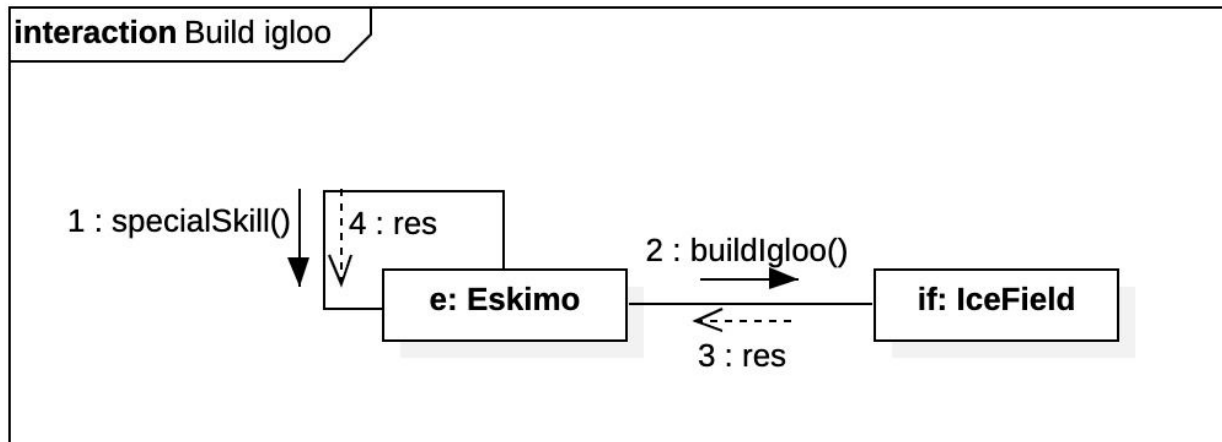 interaction Build igloo
1 : specialSkill()
4 : res
2 : buildIgloo()
e: Eskimo
if: IceField
3 : res